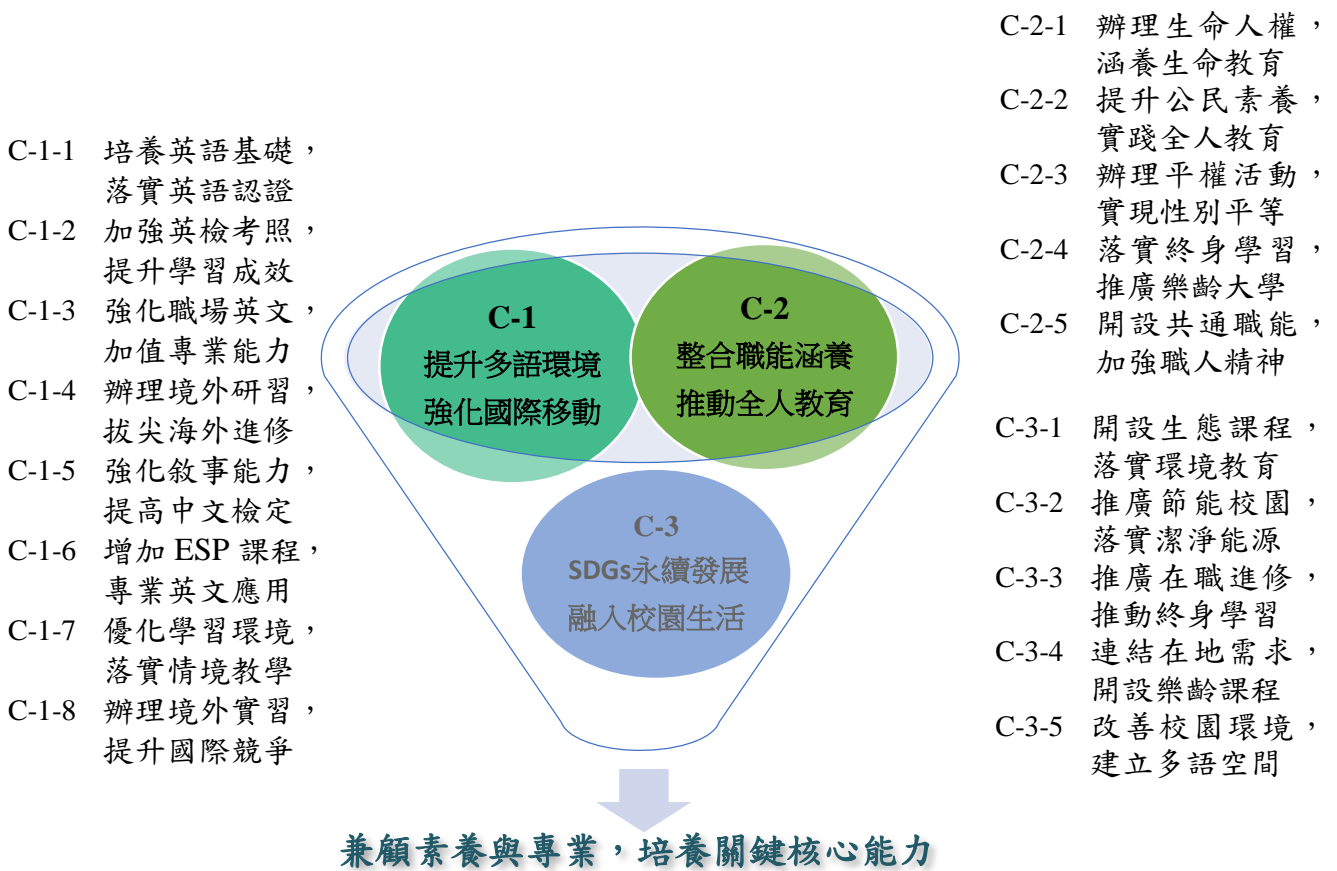 C-1-1 培養英語基礎，
落實英語認證
C-1-2 加強英檢考照，
提升學習成效
C-1-3 強化職場英文，
加值專業能力
C-1-4 辦理境外研習，
拔尖海外進修
C-1-5 強化敘事能力，
提高中文檢定
C-1-6 增加 ESP 課程，
專業英文應用
C-1-7 優化學習環境，
落實情境教學
C-1-8 辦理境外實習，
提升國際競爭
C-1
提升多語環境
強化國際移動
C-2
整合職能涵養
推動全人教育
C-3
SDGs永續發展
融入校園生活
C-2-1 辦理生命人權，
涵養生命教育
C-2-2 提升公民素養，
實踐全人教育
C-2-3 辦理平權活動，
實現性別平等
C-2-4 落實終身學習，
推廣樂齡大學
C-2-5 開設共通職能，
加強職人精神
C-3-1 開設生態課程，
落實環境教育
C-3-2 推廣節能校園，
落實潔淨能源
C-3-3 推廣在職進修，
推動終身學習
C-3-4 連結在地需求，
開設樂齡課程
C-3-5 改善校園環境，
建立多語空間
兼顧素養與專業，培養關鍵核心能力